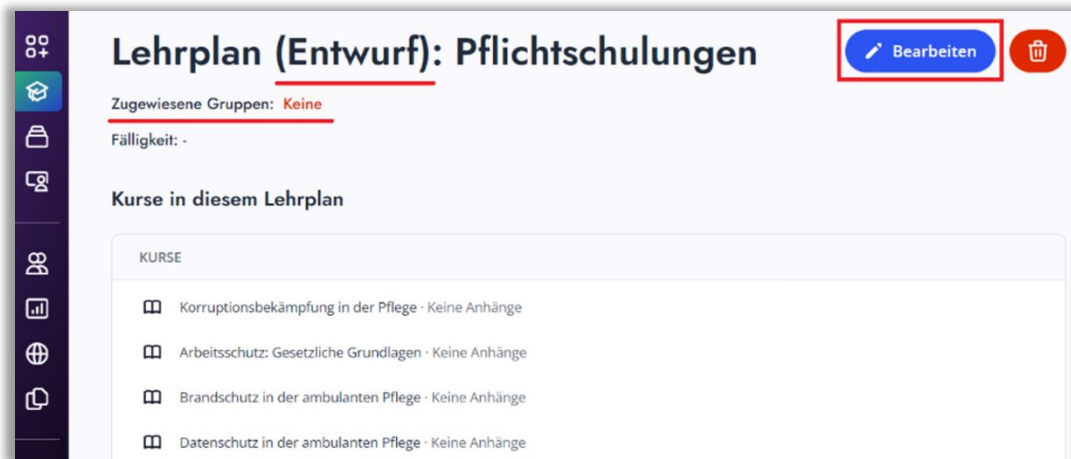 Lehrplan (Entwurf): Pflichtschulungen
Bearbeiten
Zugewiesene Gruppen: Keine
Fälligkeit: -
Kurse in diesem Lehrplan
KURSE
Korruptionsbekämpfung in der Pflege · Keine Anhänge
Arbeitsschutz: Gesetzliche Grundlagen · Keine Anhänge
Brandschutz in der ambulanten Pflege · Keine Anhänge
Datenschutz in der ambulanten Pflege · Keine Anhänge